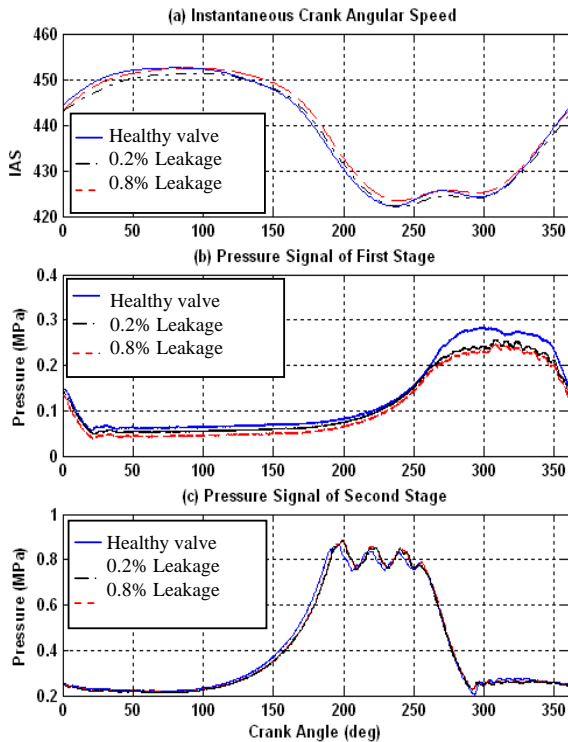 (a) Instantaneous Crank Angular Speed
460
450
440
430
420
IAS
Healthy valve
0.2% Leakage
0.8% Leakage
0 50 100 150 200 250 300 350
(b) Pressure Signal of First Stage
0.4
0.3
0.2
0.1
0
Pressure (MPa)
Healthy valve
0.2% Leakage
0.8% Leakage
0 50 100 150 200 250 300 350
(c) Pressure Signal of Second Stage
1
0.8
0.6
0.4
0.2
Pressure (MPa)
Healthy valve
0.2% Leakage
0.8% Leakage
0 50 100 150 200 250 300 350
Crank Angle (deg)